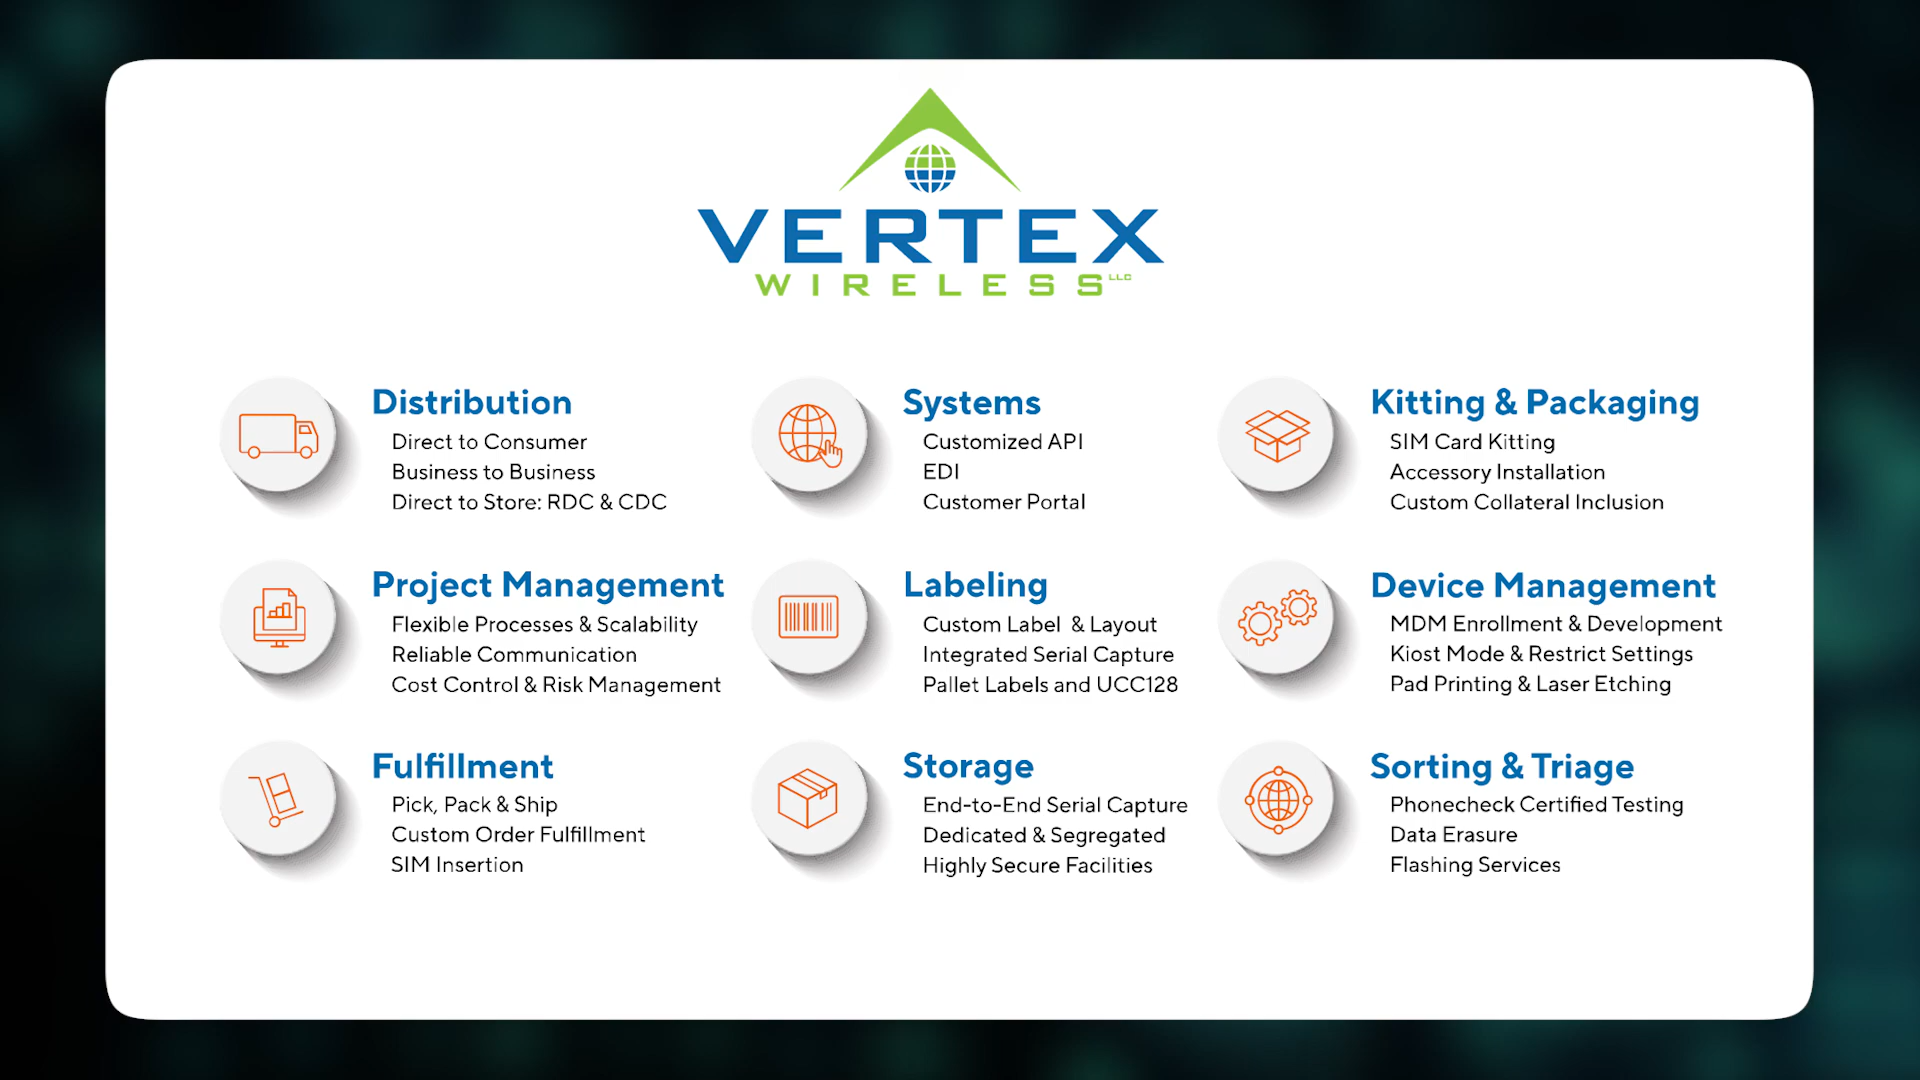 VERTEX
WIRELESS LLC
Distribution
Direct to Consumer
Business to Business
Direct to Store: RDC & CDC
Systems
Customized API
EDI
Customer Portal
Kitting & Packaging
SIM Card Kitting
Accessory Installation
Custom Collateral Inclusion
Project Management
Flexible Processes & Scalability
Reliable Communication
Cost Control & Risk Management
Labeling
Custom Label & Layout
Integrated Serial Capture
Pallet Labels and UCC128
Device Management
MDM Enrollment & Development
Kiost Mode & Restrict Settings
Pad Printing & Laser Etching
Fulfillment
Pick, Pack & Ship
Custom Order Fulfillment
SIM Insertion
Storage
End-to-End Serial Capture
Dedicated & Segregated
Highly Secure Facilities
Sorting & Triage
Phonecheck Certified Testing
Data Erasure
Flashing Services